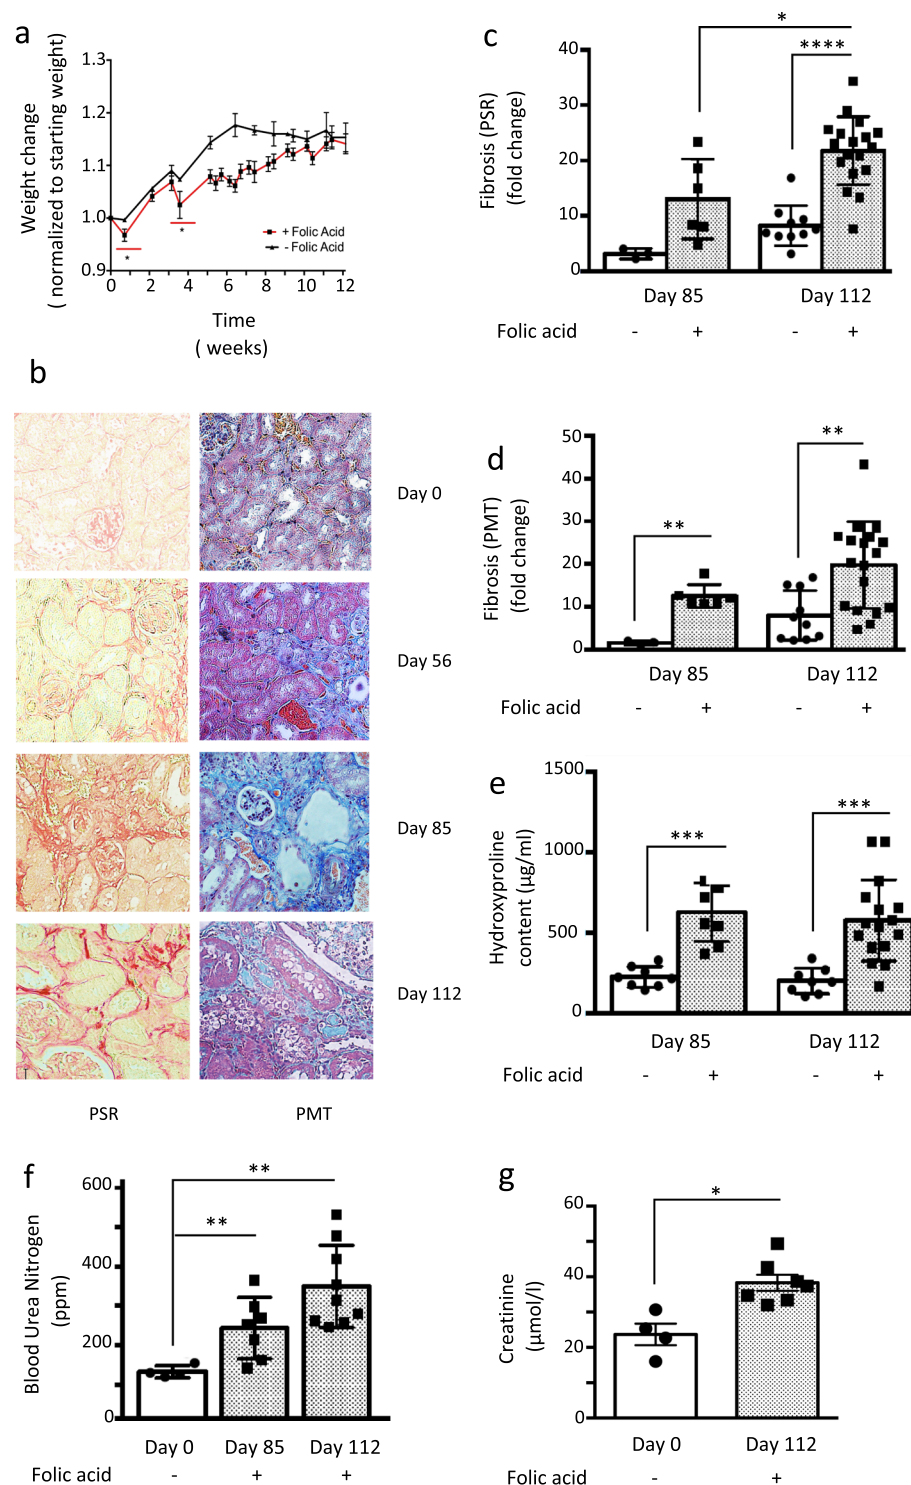 a
Weight change
( normalized to starting weight)
1.3
1.2
1.1
1.0
0.9
0 2 4 6 8 10 12
* *
+ Folic Acid
- Folic Acid
Time
( weeks)
b
Day 0
Day 56
Day 85
Day 112
PSR PMT
c
Fibrosis (PSR)
(fold change)
40
30
20
10
0
*
****
Day 85 Day 112
Folic acid - + - +
d
Fibrosis (PMT)
(fold change)
50
40
30
20
10
0
**
**
Day 85 Day 112
Folic acid - + - +
e
Hydroxyproline
content (µg/ml)
1500
1000
500
0
***
***
Day 85 Day 112
Folic acid - + - +
f
Blood Urea Nitrogen
(ppm)
600
400
200
0
**
**
Day 0 Day 85 Day 112
Folic acid - + +
g
Creatinine
(µmol/l)
60
40
20
0
*
Day 0 Day 112
Folic acid - +